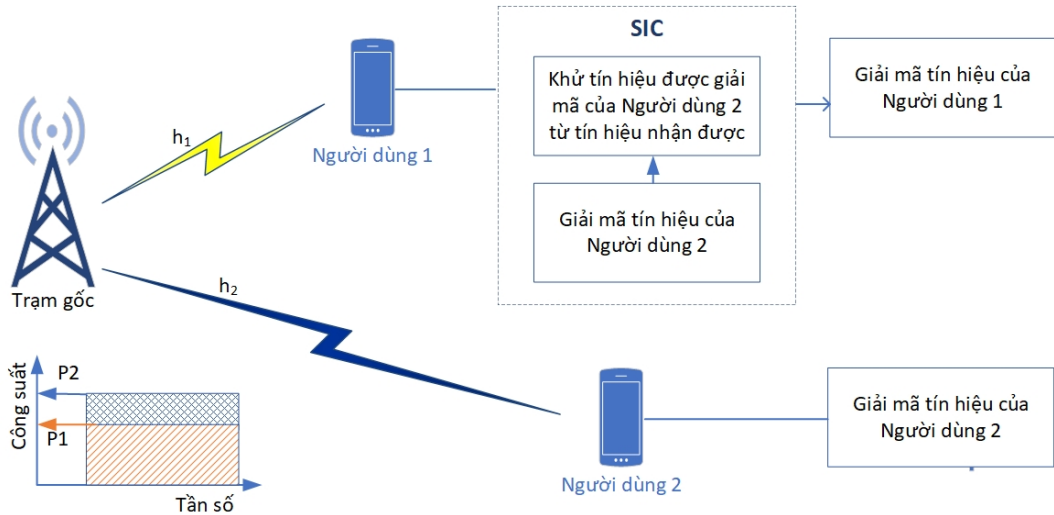 SIC
Khử tín hiệu được giải
mã của Người dùng 2
từ tín hiệu nhận được
Giải mã tín hiệu của
Người dùng 2
Giải mã tín hiệu của
Người dùng 1
h1
Người dùng 1
Trạm gốc
h2
Công suất
P2
P1
Tần số
Người dùng 2
Giải mã tín hiệu của
Người dùng 2